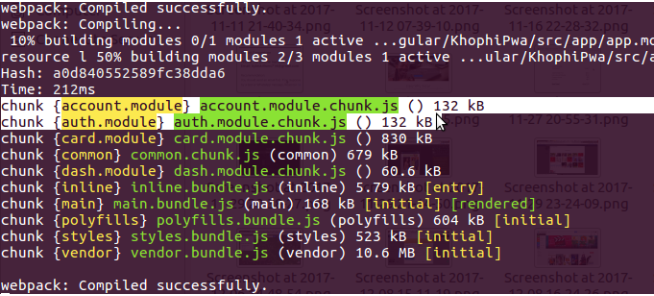 webpack: Compiled successfully.
webpack: Compiling...
 10% building modules 0/1 modules 1 active ...gular/KhophiPwa/src/app/app.mo
resource l 50% building modules 2/3 modules 1 active ...ular/KhophiPwa/src/a
Hash: a0d840552589fc38dda6
Time: 212ms
chunk {account.module} account.module.chunk.js () 132 kB
chunk {auth.module} auth.module.chunk.js () 132 kB
chunk {card.module} card.module.chunk.js () 830 kB
chunk {common} common.chunk.js (common) 679 kB
chunk {dash.module} dash.module.chunk.js () 60.6 kB
chunk {inline} inline.bundle.js (inline) 5.79 kB [entry]
chunk {main} main.bundle.js (main) 168 kB [initial] [rendered]
chunk {polyfills} polyfills.bundle.js (polyfills) 604 kB [initial]
chunk {styles} styles.bundle.js (styles) 523 kB [initial]
chunk {vendor} vendor.bundle.js (vendor) 10.6 MB [initial]
webpack: Compiled successfully.